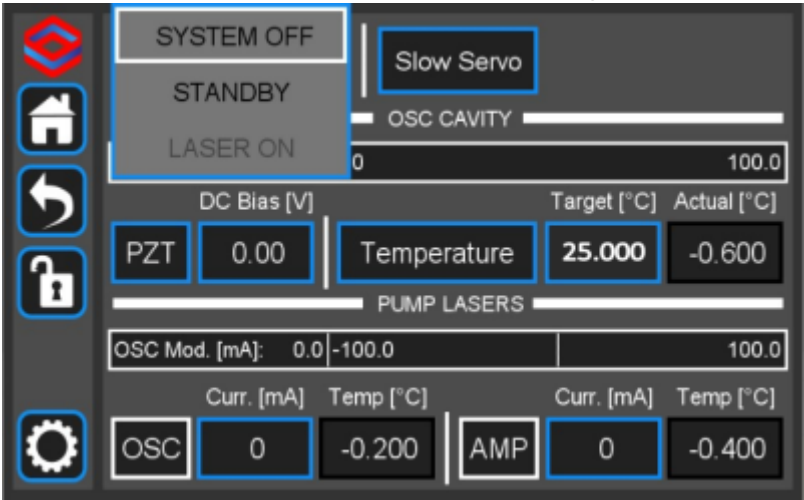 SYSTEM OFF
STANDBY
LASER ON
Slow Servo
OSC CAVITY
0 100.0
DC Bias [V] Target [°C] Actual [°C]
PZT 0.00 Temperature 25.000 -0.600
PUMP LASERS
OSC Mod. [mA]: 0.0 -100.0 100.0
Curr. [mA] Temp [°C] Curr. [mA] Temp [°C]
OSC 0 -0.200 AMP 0 -0.400